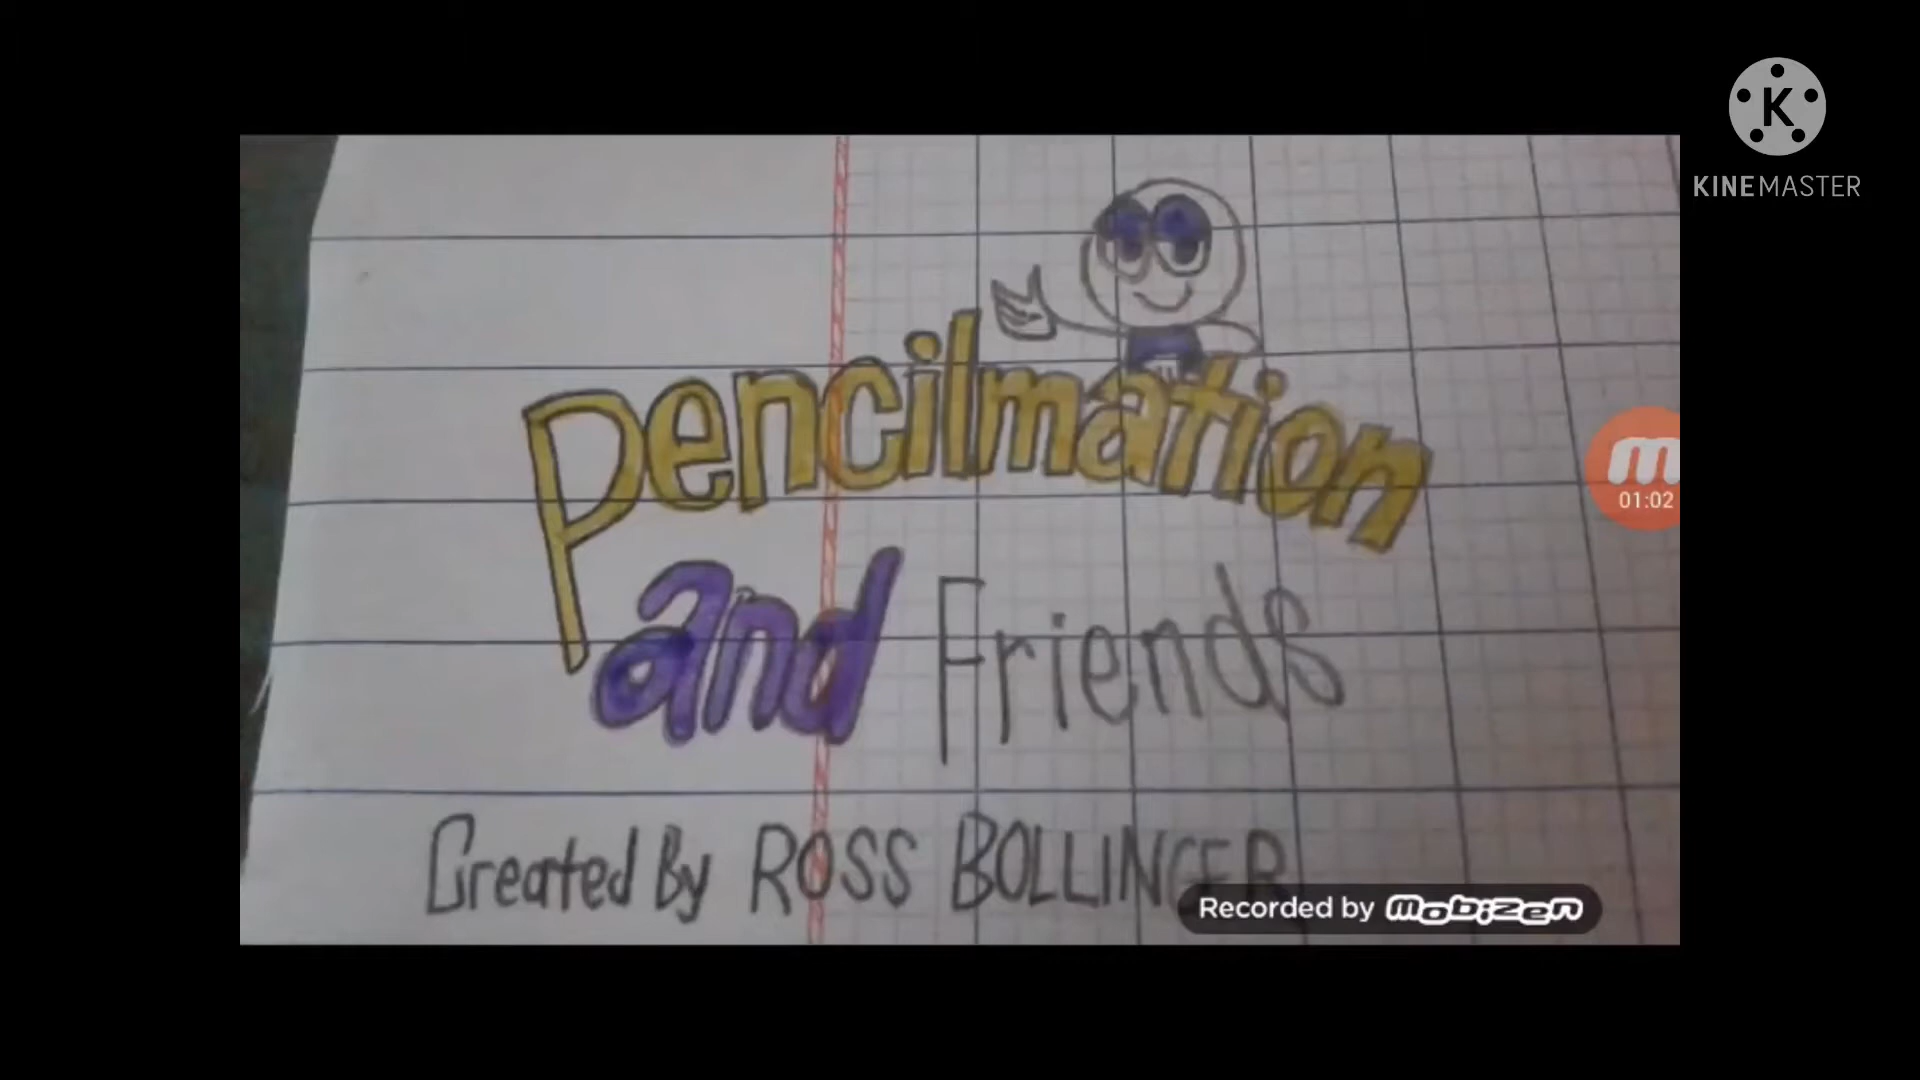 K
KINEMASTER
Pencilmation
and Friends
m
01:02
Created By ROSS BOLLINGER
Recorded by mobizen